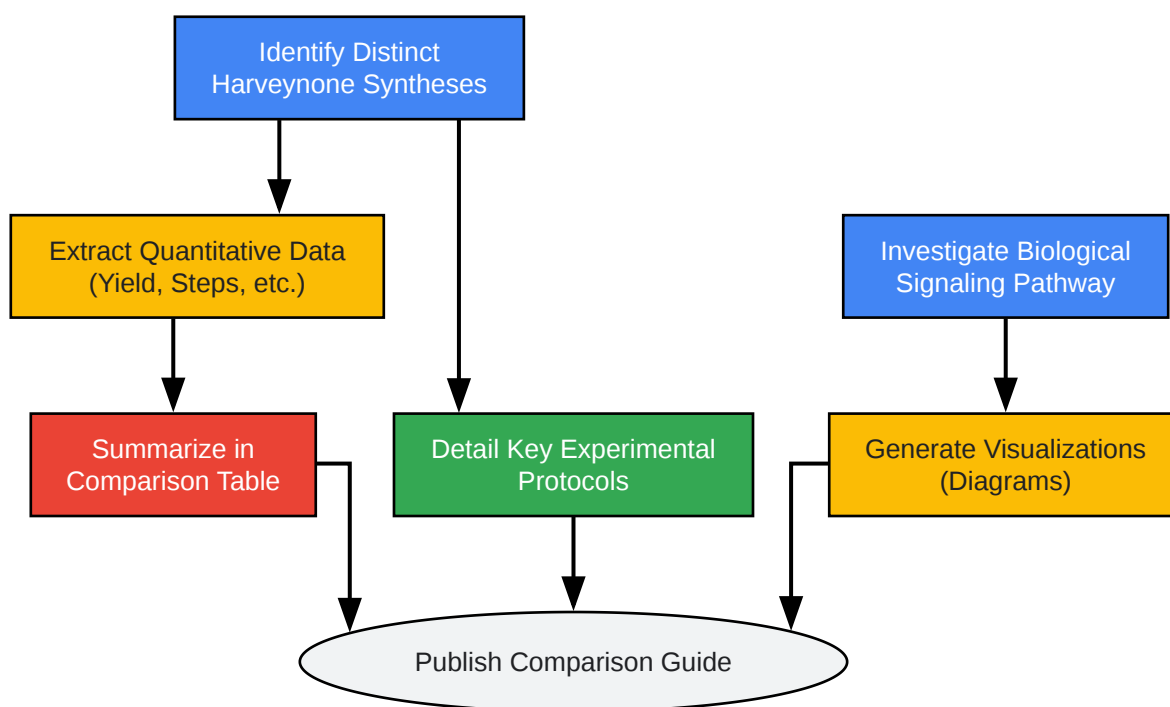 Identify Distinct
Harveynone Syntheses
Extract Quantitative Data
(Yield, Steps, etc.)
Investigate Biological
Signaling Pathway
Summarize in
Comparison Table
Detail Key Experimental
Protocols
Generate Visualizations
(Diagrams)
Publish Comparison Guide